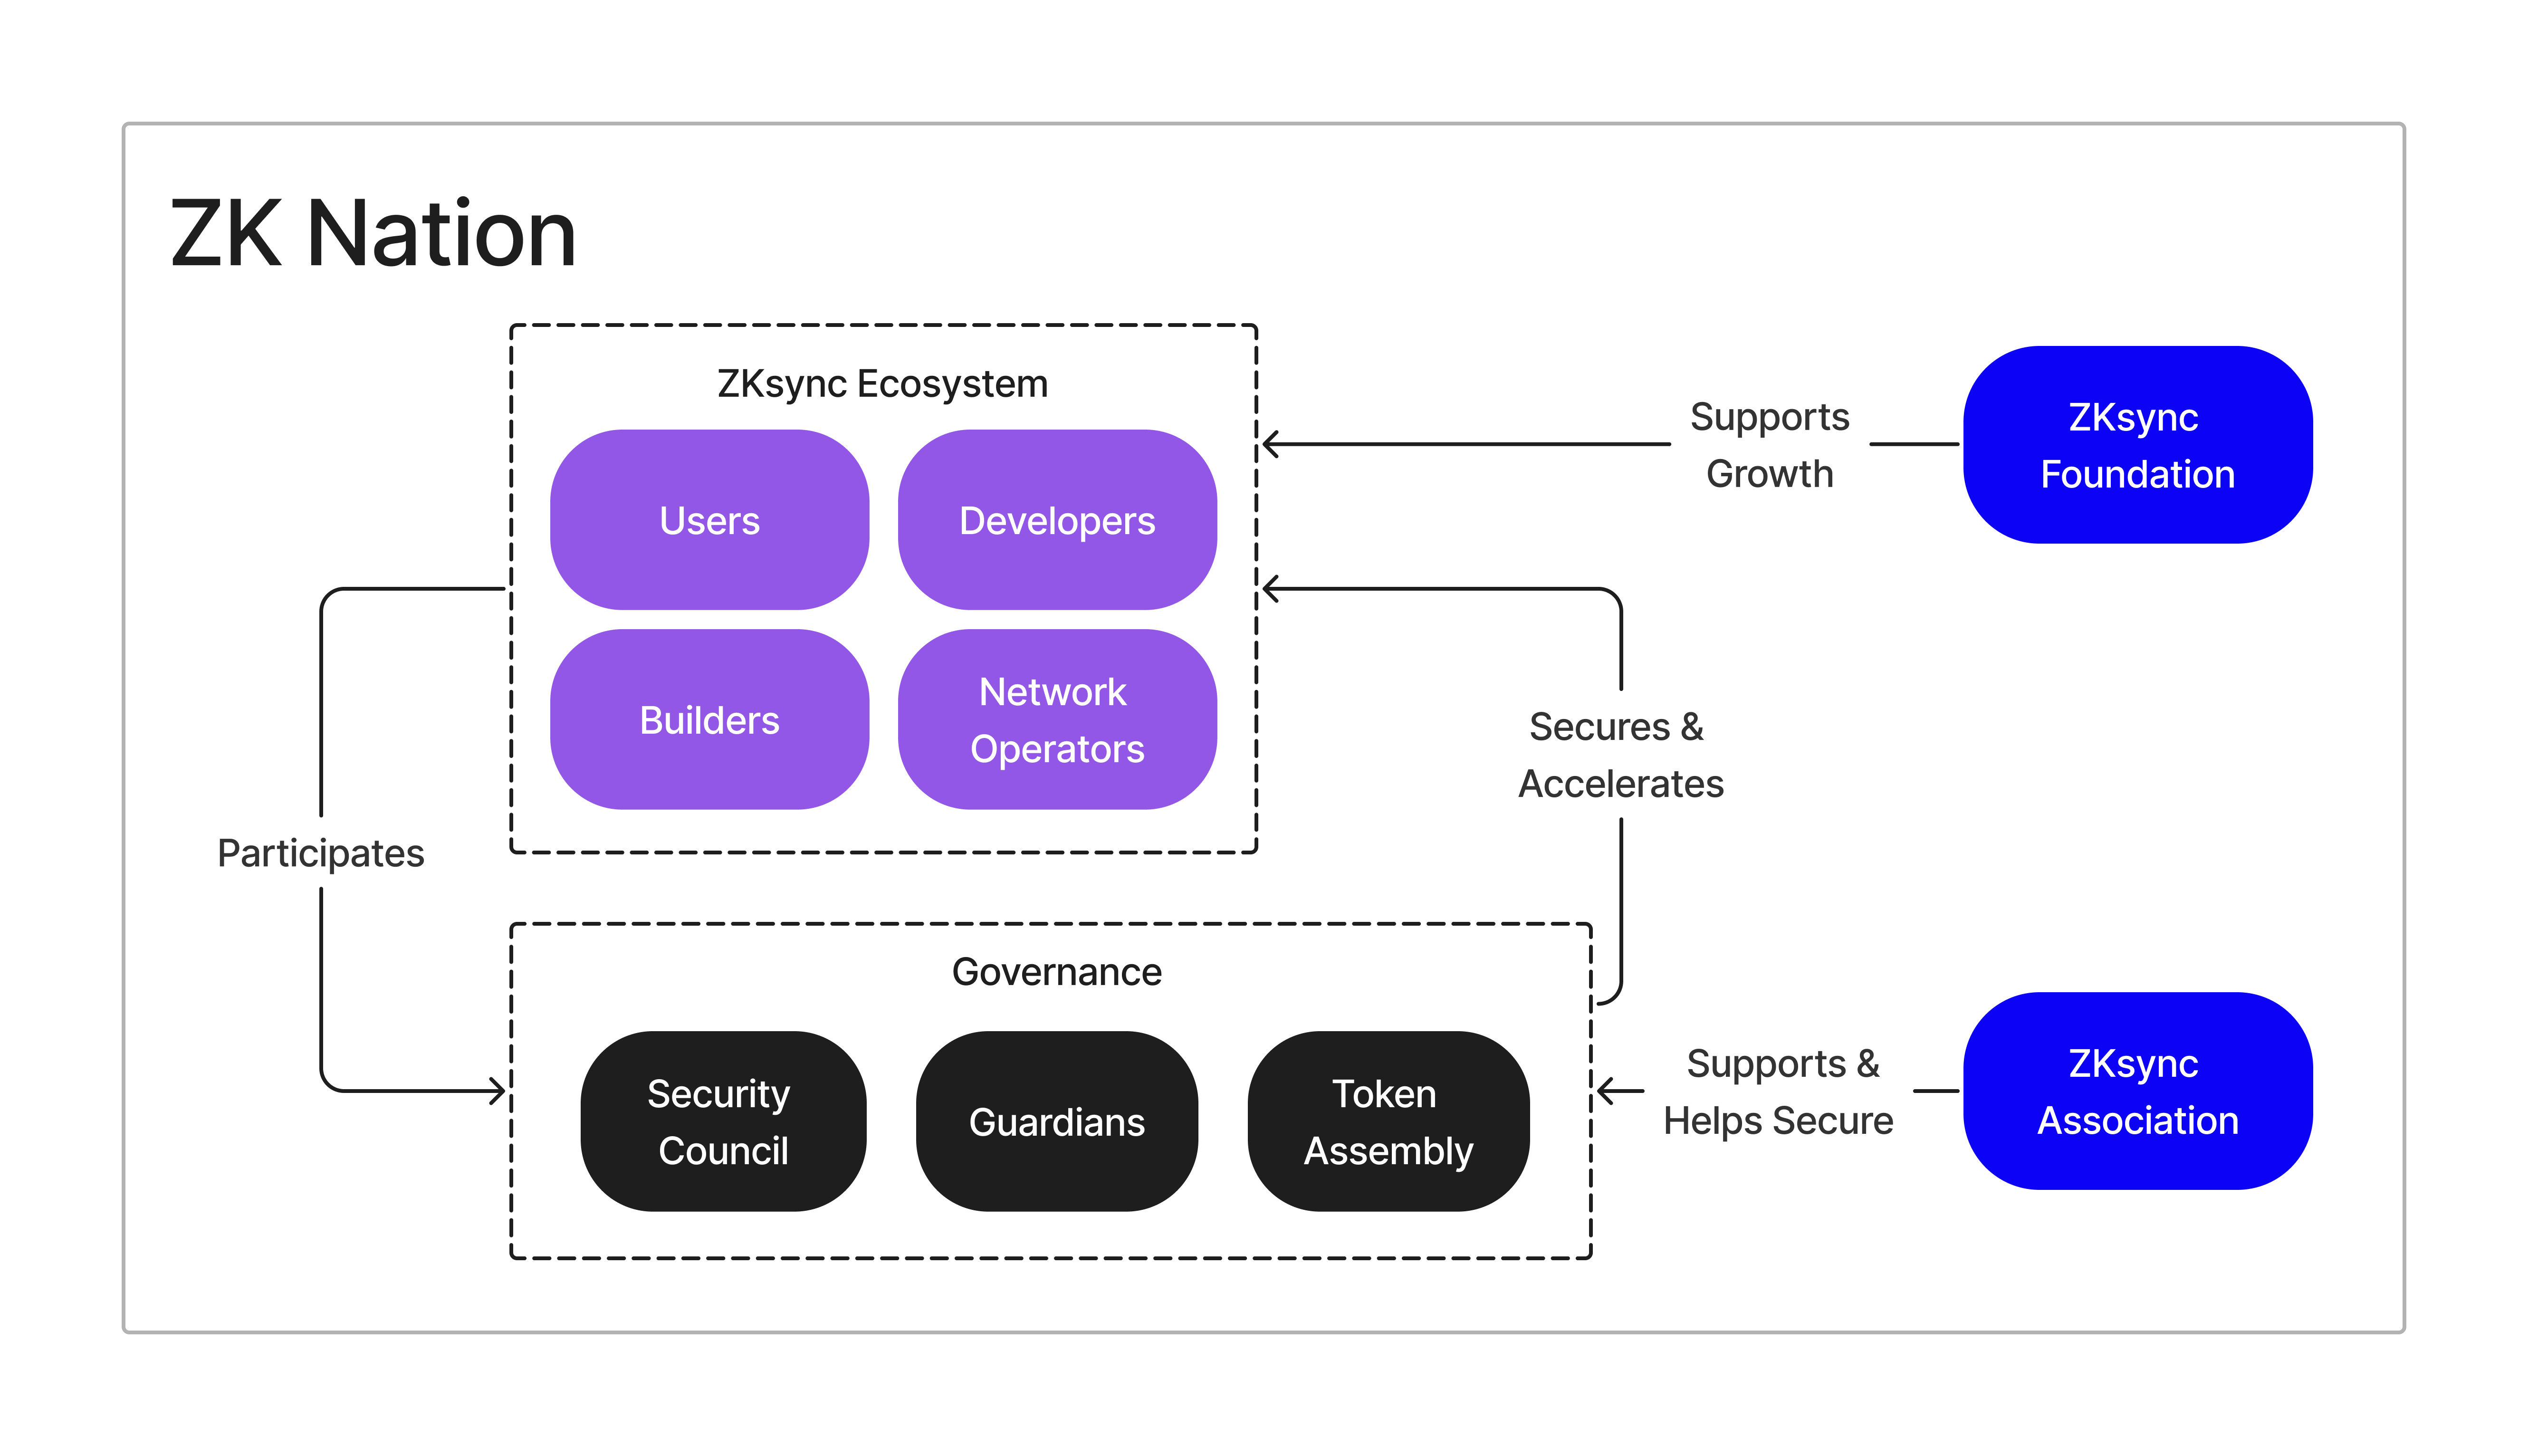 ZK Nation
ZKsync Ecosystem
Users
Developers
Builders
Network
Operators
Supports
Growth
ZKsync
Foundation
Secures &
Accelerates
Participates
Governance
Security
Council
Guardians
Token
Assembly
Supports &
Helps Secure
ZKsync
Association